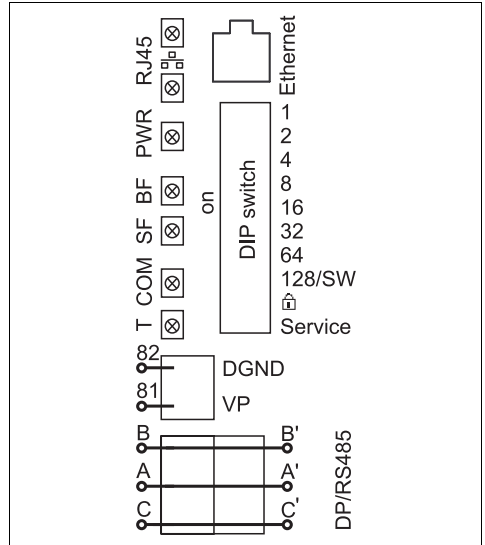 RJ45
Ethernet
PWR
BF
SF
COM
T
on
DIP switch
1
2
4
8
16
32
64
128/SW
Service
82
DGND
81
VP
B
B'
A
A'
C
C'
DP/RS485